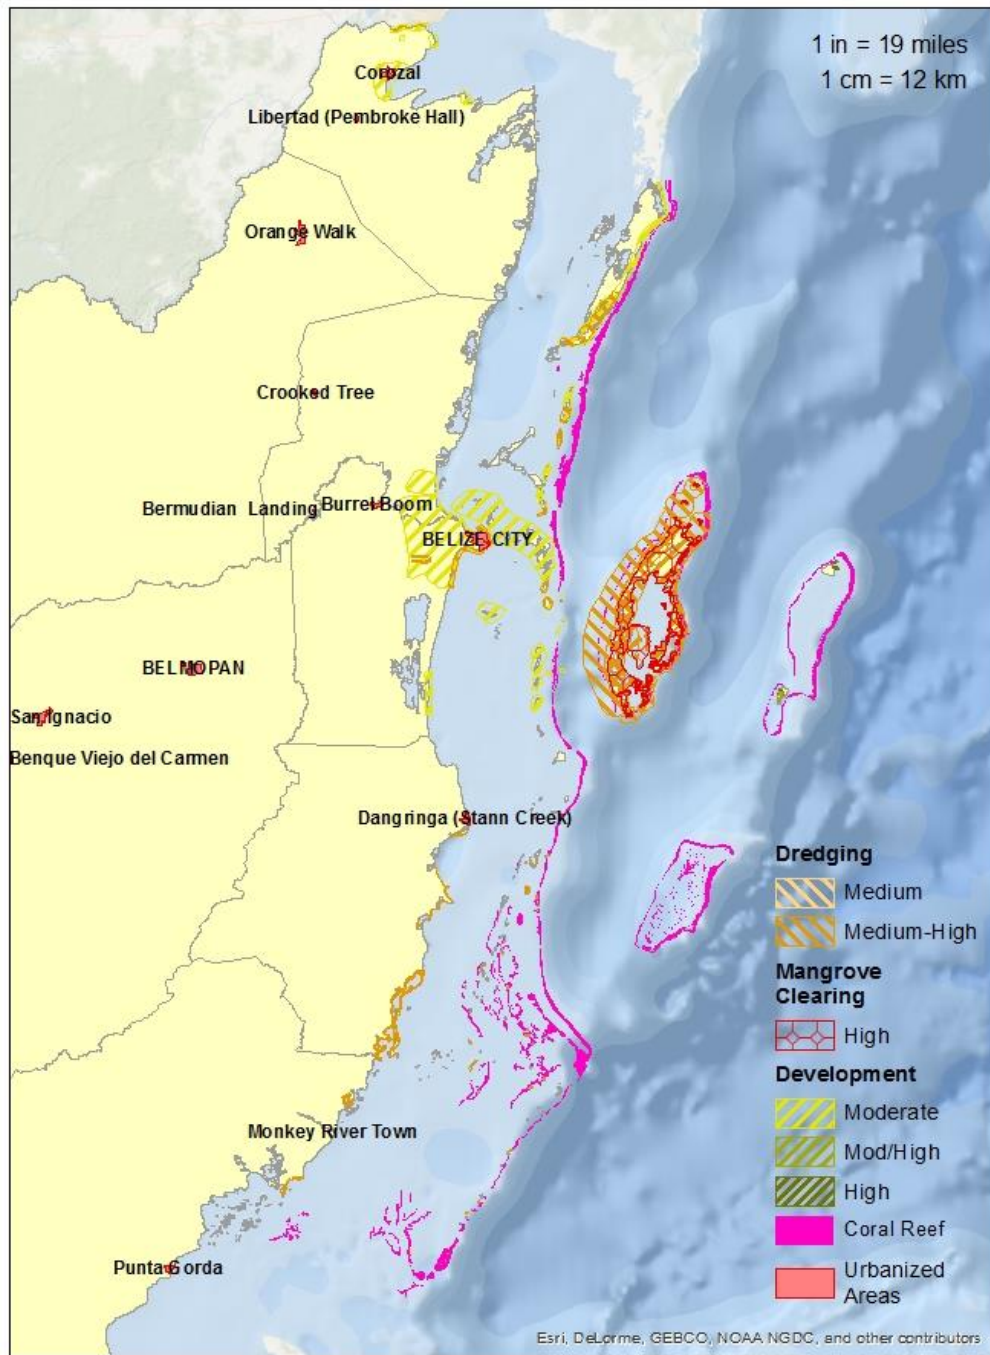 1 in = 19 miles
1 cm = 12 km
Corozal
Libertad (Pembroke Hall)
Orange Walk
Crooked Tree
Bermudian Landing
Burrel Boom
BELIZE CITY
BELMOPAN
San Ignacio
Benque Viejo del Carmen
Dangringa (Stann Creek)
Monkey River Town
Punta Gorda
Dredging
Medium
Medium-High
Mangrove
Clearing
High
Development
Moderate
Mod/High
High
Coral Reef
Urbanized
Areas
Esri, DeLorme, GEBCO, NOAA NGDC, and other contributors